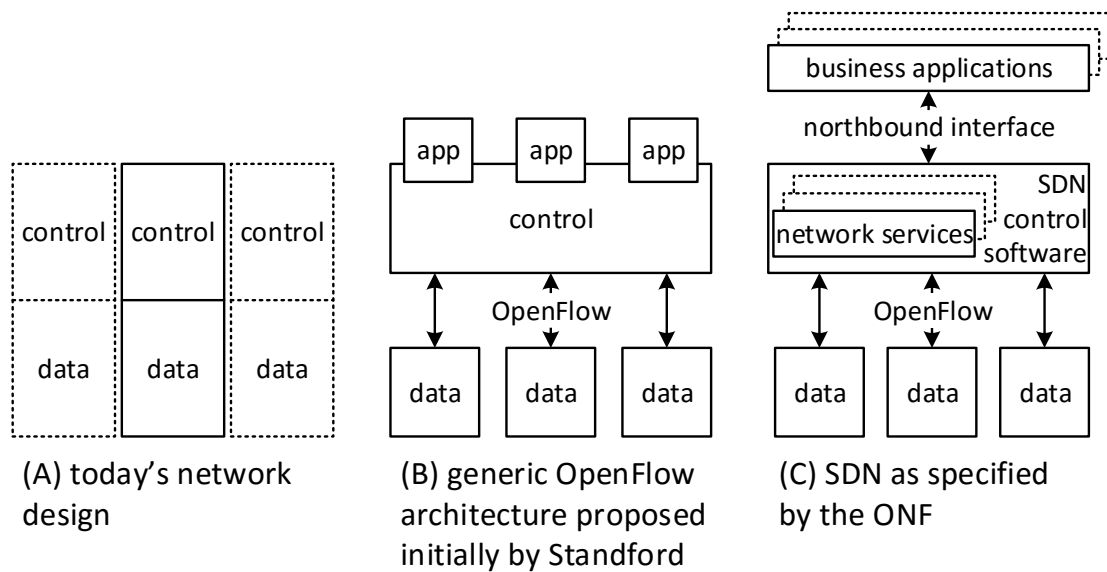 control
control
control
data
data
data
(A) today’s network
design
app
app
app
control
OpenFlow
data
data
data
(B) generic OpenFlow
architecture proposed
initially by Standford
business applications
northbound interface
SDN
control
software
network services
OpenFlow
data
data
data
(C) SDN as specified
by the ONF